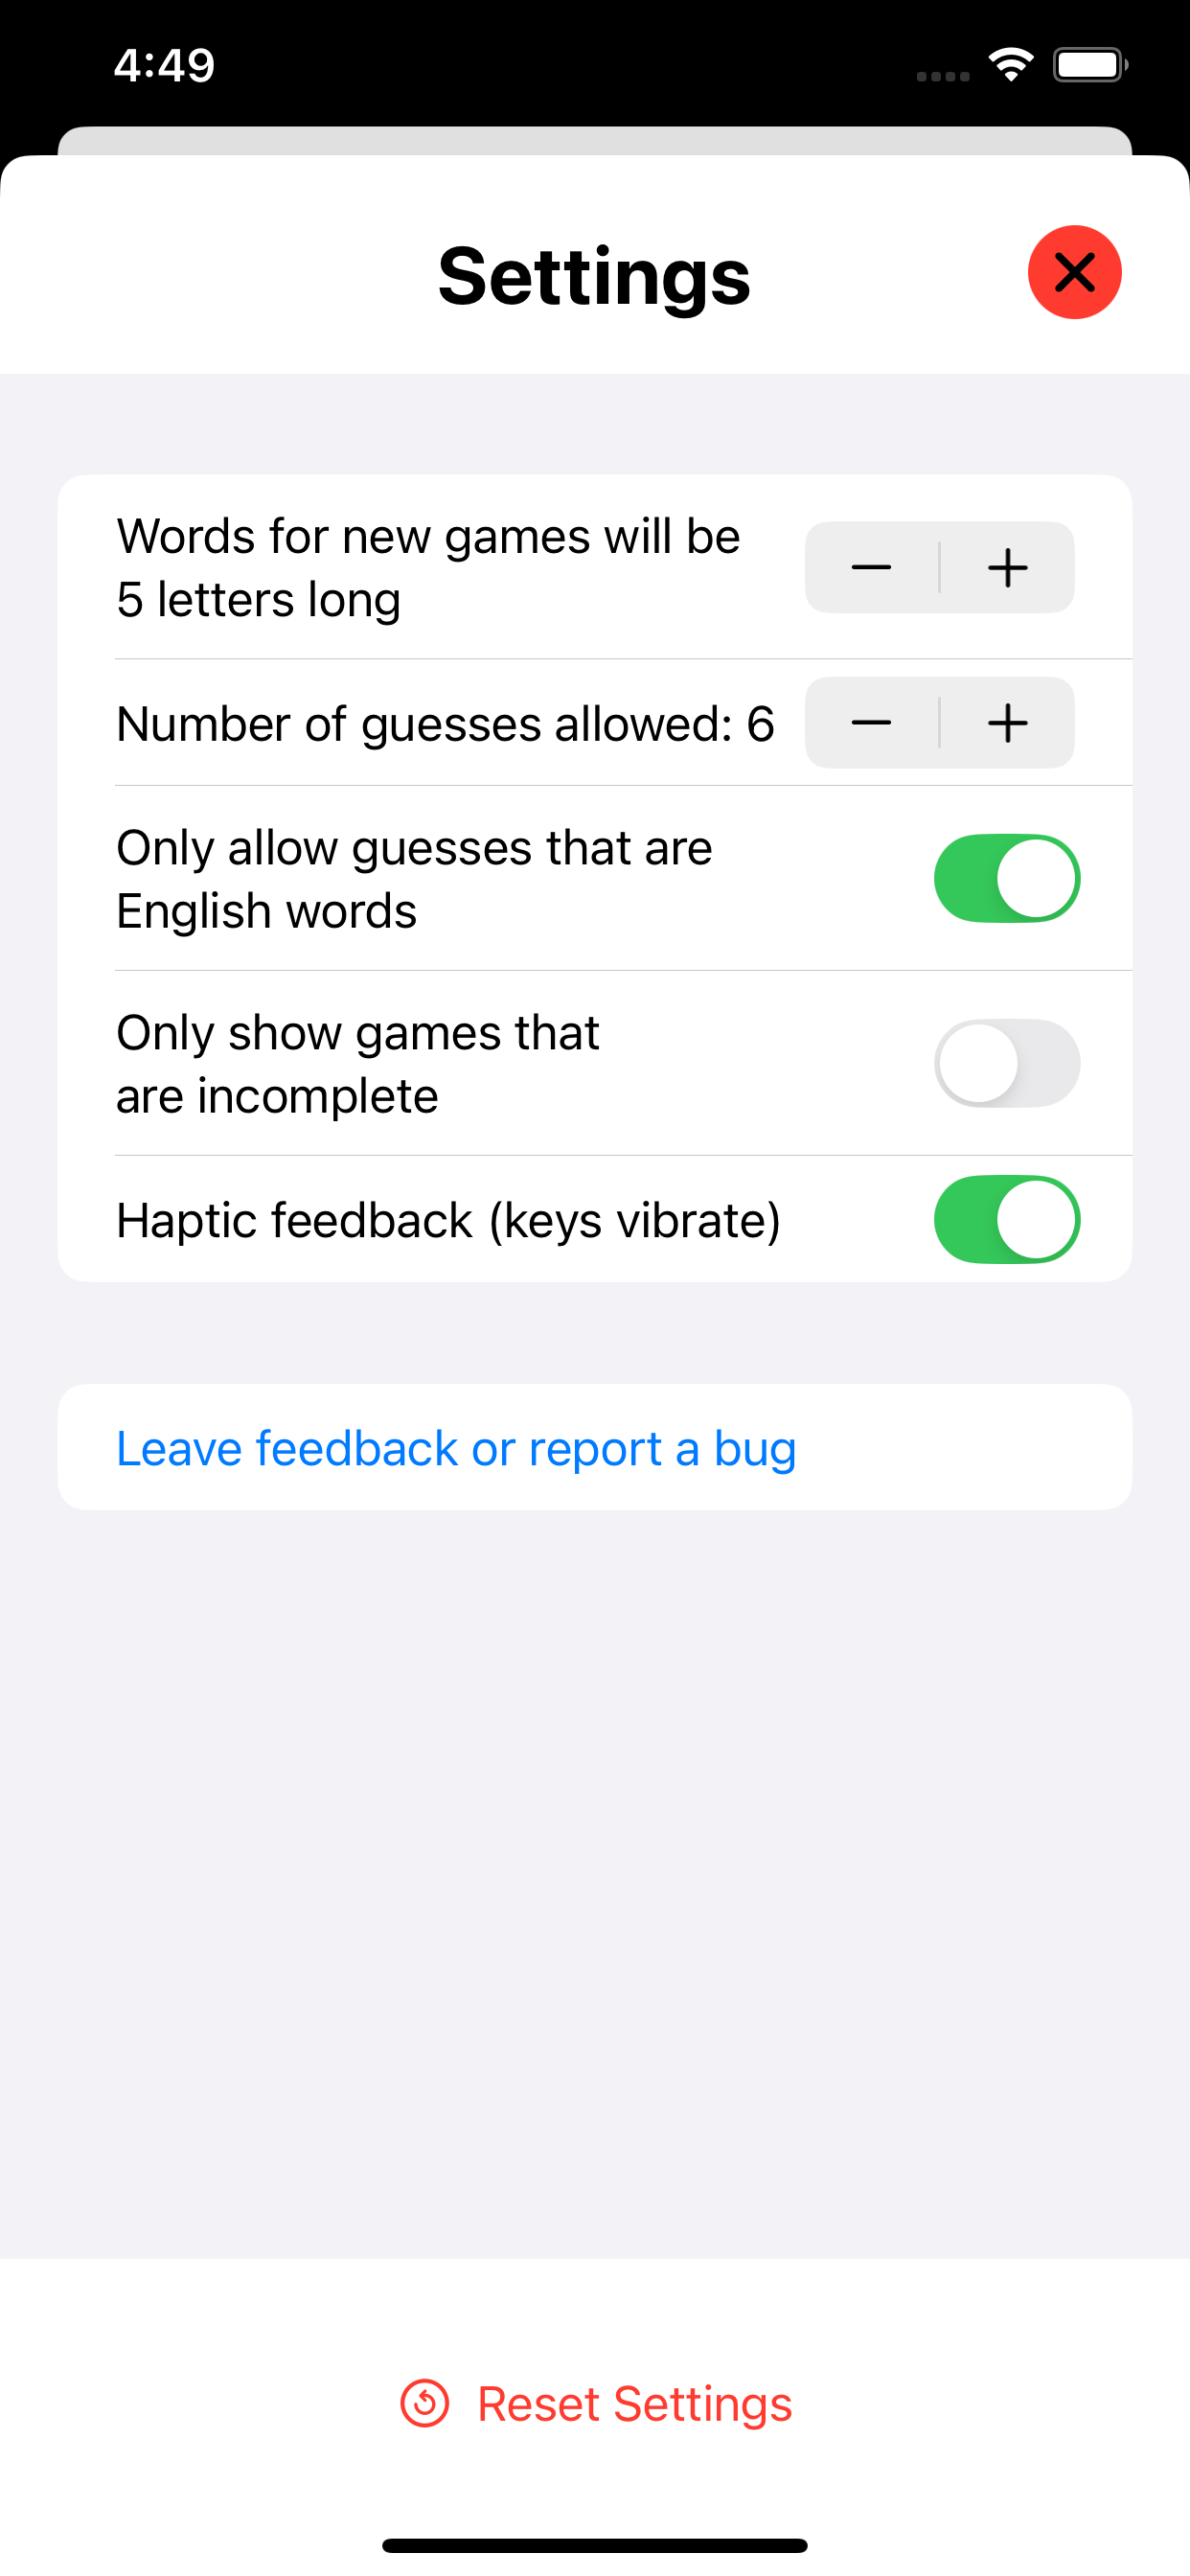 4:49
Settings
Words for new games will be
5 letters long
Number of guesses allowed: 6
Only allow guesses that are
English words
Only show games that
are incomplete
Haptic feedback (keys vibrate)
Leave feedback or report a bug
Reset Settings